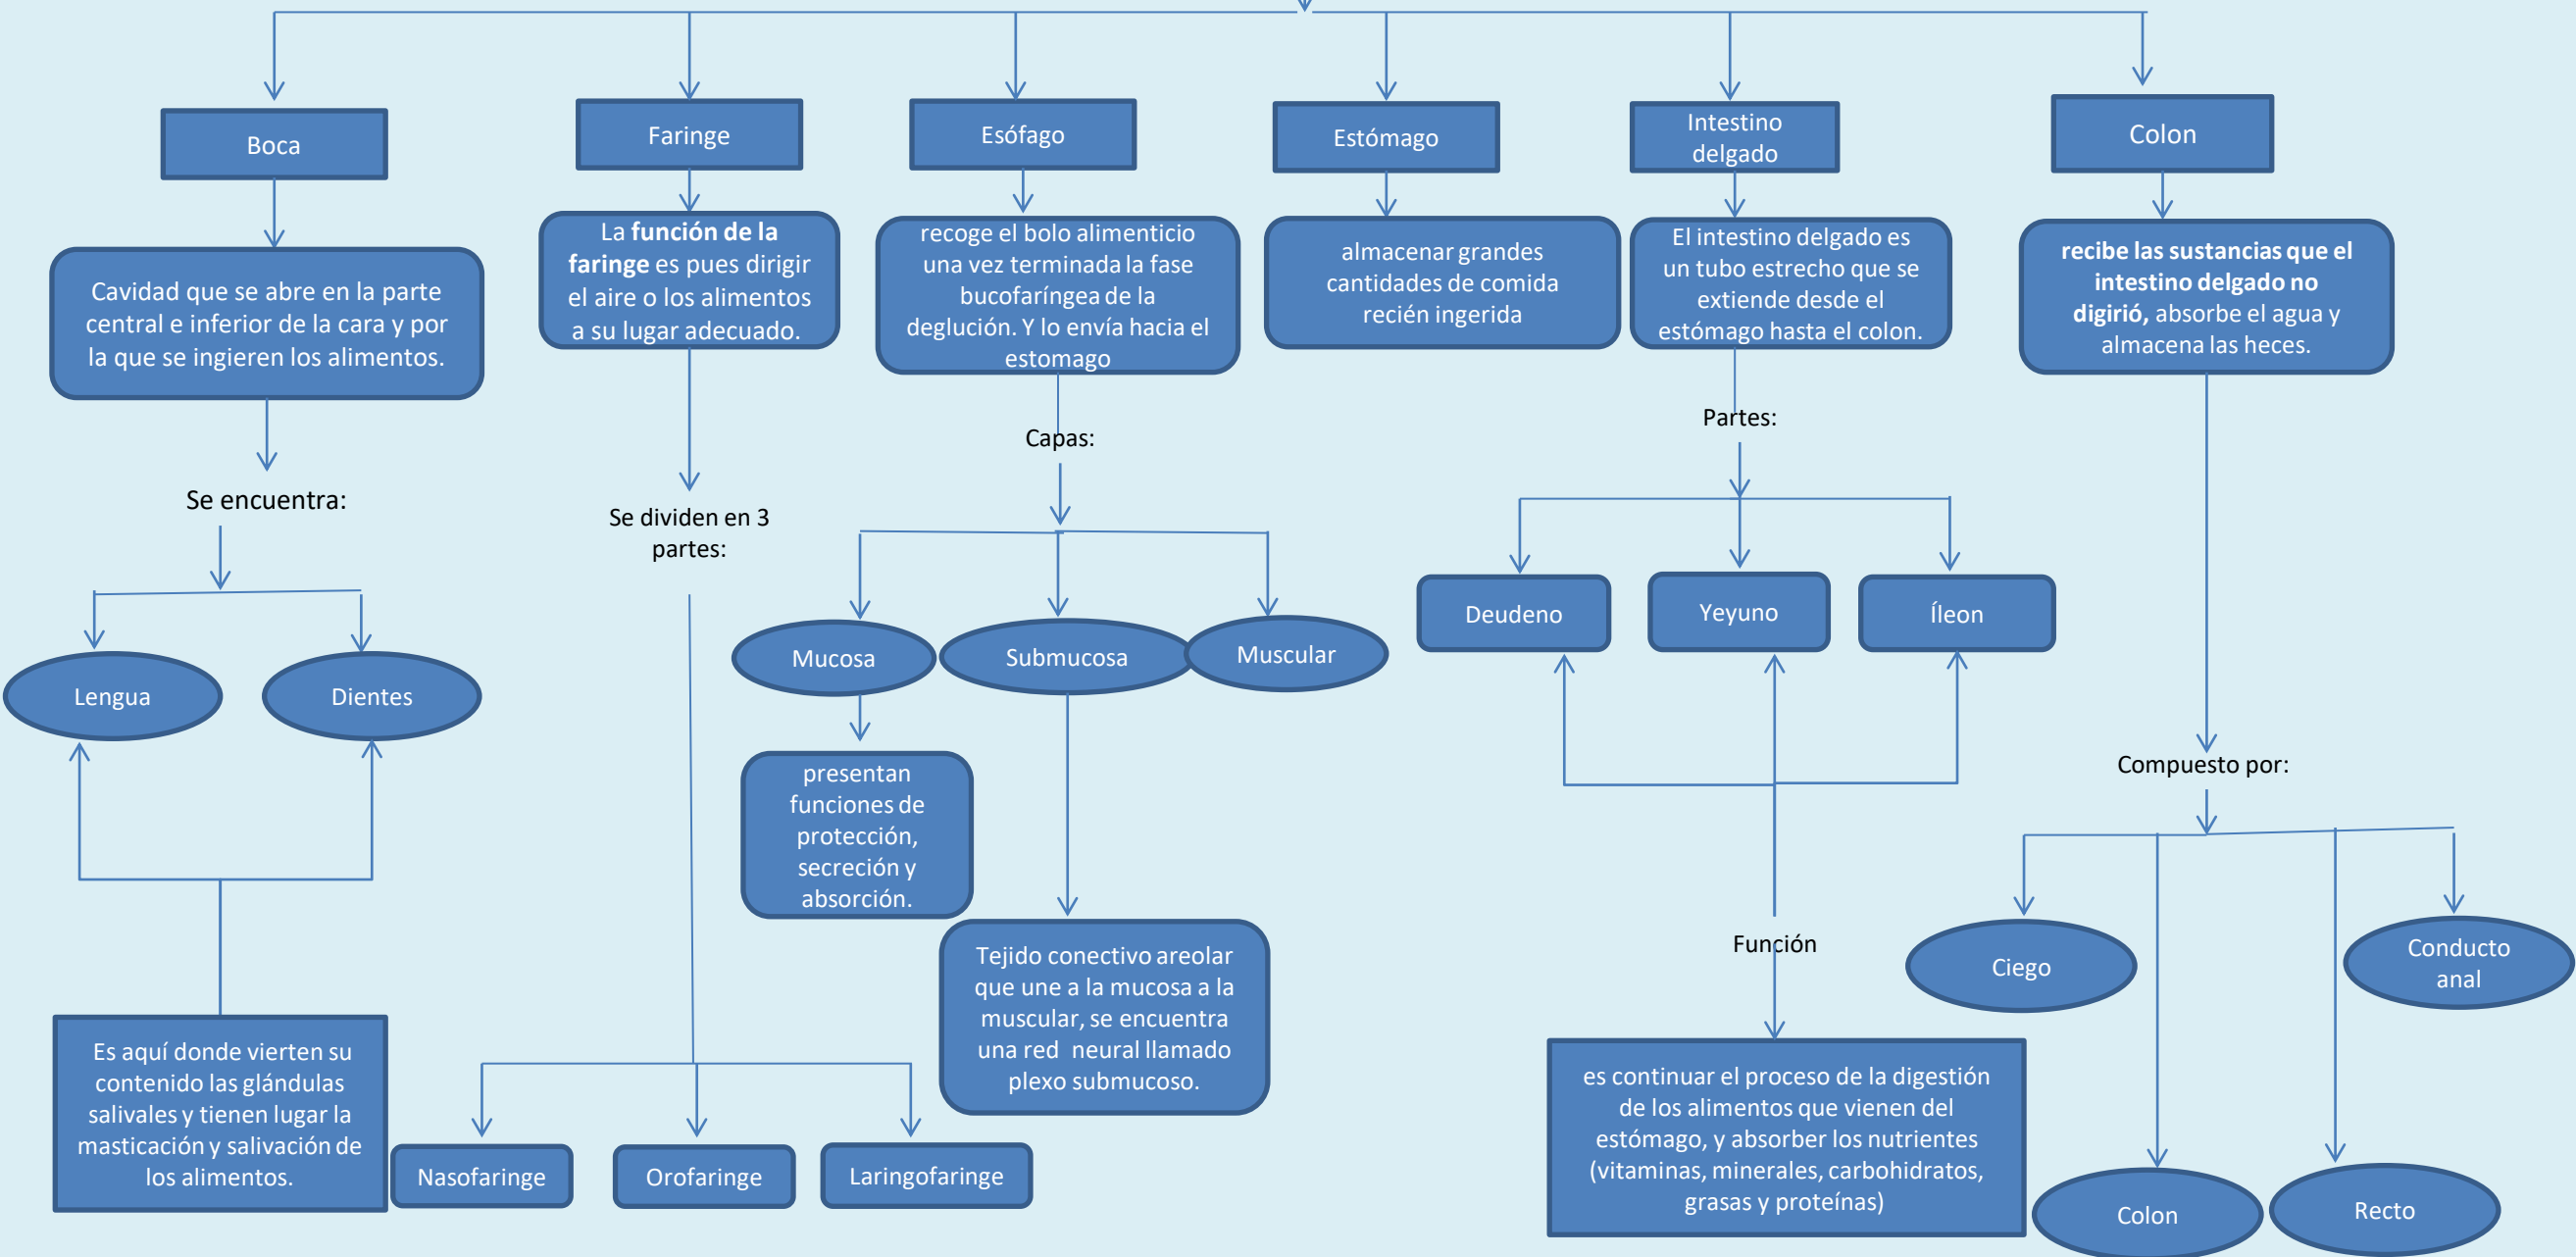 Boca
Faringe
Esófago
Estómago
Intestino
delgado
Colon
Cavidad que se abre en la parte
central e inferior de la cara y por
la que se ingieren los alimentos.
La función de la
faringe es pues dirigir
el aire o los alimentos
a su lugar adecuado.
recoge el bolo alimenticio
una vez terminada la fase
bucofaríngea de la
deglución. Y lo envía hacia el
estomago
almacenar grandes
cantidades de comida
recién ingerida
El intestino delgado es
un tubo estrecho que se
extiende desde el
estómago hasta el colon.
recibe las sustancias que el
intestino delgado no
digirió, absorbe el agua y
almacena las heces.
Se encuentra:
Se dividen en 3
partes:
Capas:
Partes:
Compuesto por:
Lengua
Dientes
Mucosa
Submucosa
Muscular
Deudeno
Yeyuno
Íleon
presentan
funciones de
protección,
secreción y
absorción.
Tejido conectivo areolar
que une a la mucosa a la
muscular, se encuentra
una red neural llamado
plexo submucoso.
Función
Ciego
Conducto
anal
Es aquí donde vierten su
contenido las glándulas
salivales y tienen lugar la
masticación y salivación de
los alimentos.
Nasofaringe
Orofaringe
Laringofaringe
es continuar el proceso de la digestión
de los alimentos que vienen del
estómago, y absorber los nutrientes
(vitaminas, minerales, carbohidratos,
grasas y proteínas)
Colon
Recto